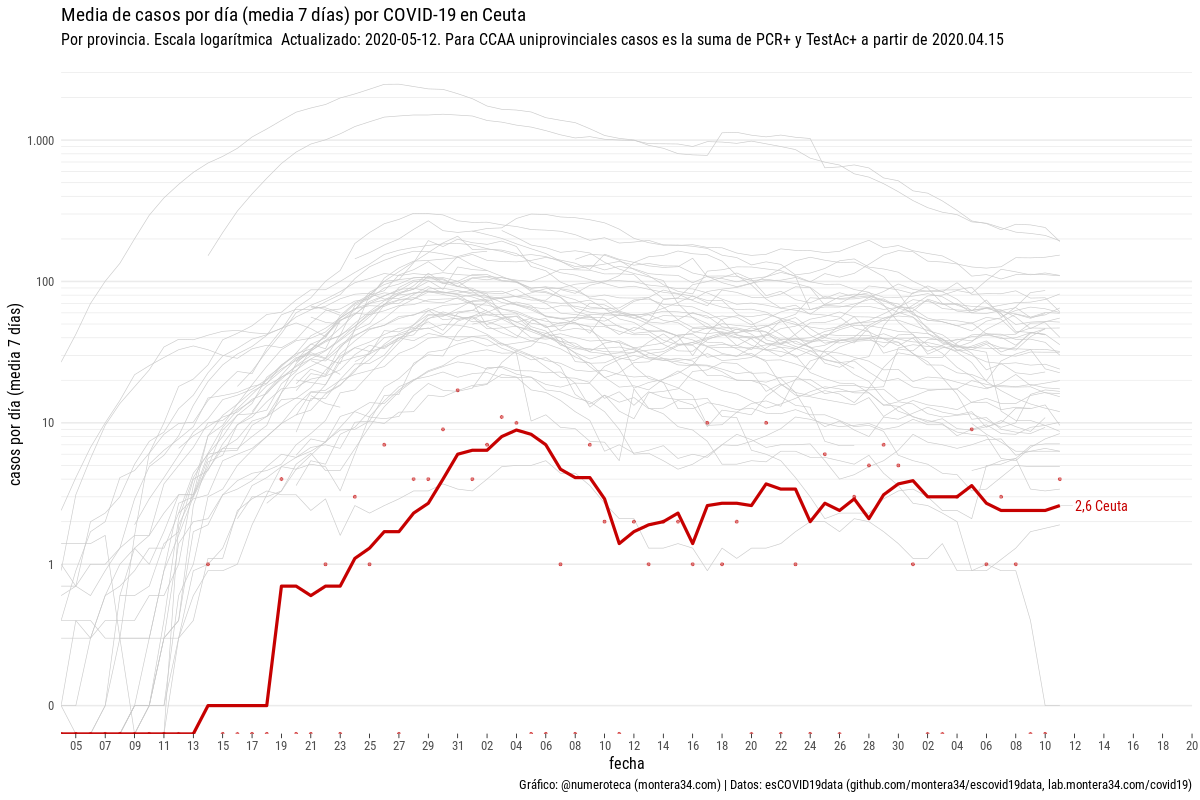 Media de casos por día (media 7 días) por COVID-19 en Ceuta
Por provincia. Escala logarítmica  Actualizado: 2020-05-12. Para CCAA uniprovinciales casos es la suma de PCR+ y TestAc+ a partir de 2020.04.15
casos por día (media 7 días)
1.000
100
10
1
0
2,6 Ceuta
05 07 09 11 13 15 17 19 21 23 25 27 29 31 02 04 06 08 10 12 14 16 18 20 22 24 26 28 30 02 04 06 08 10 12 14 16 18 20
fecha
Gráfico: @numeroteca (montera34.com) | Datos: esCOVID19data (github.com/montera34/escovid19data, lab.montera34.com/covid19)